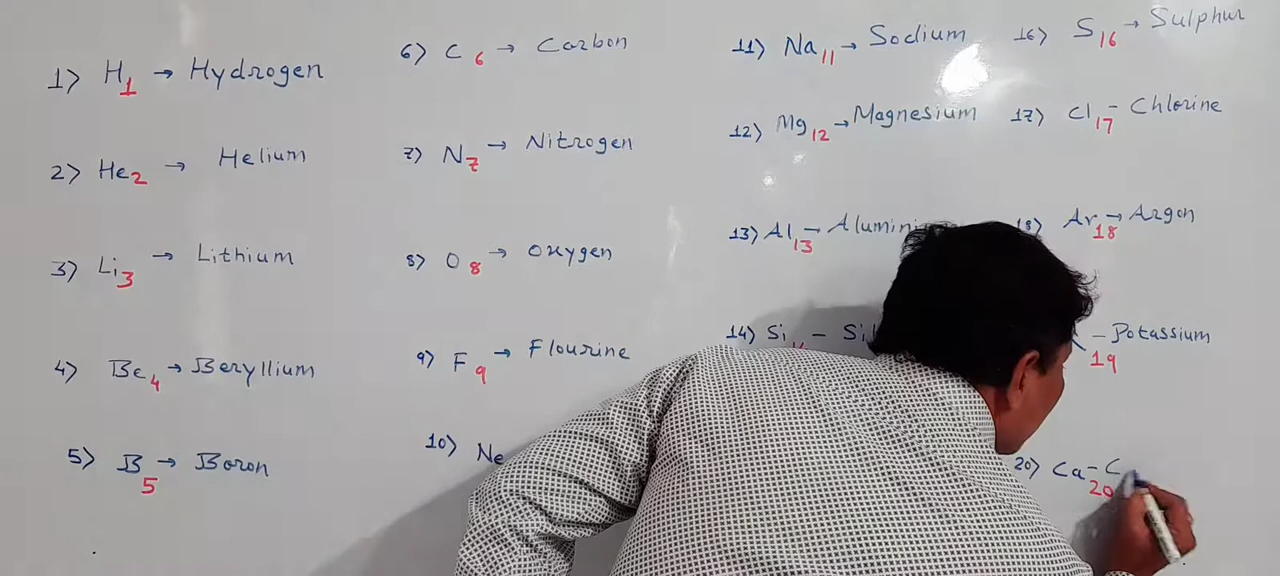 1) H1 → Hydrogen
2) He2 → Helium
3) Li3 → Lithium
4) Be4 → Beryllium
5) B5 → Boron
6) C6 → Carbon
7) N7 → Nitrogen
8) O8 → Oxygen
9) F9 → Flourine
10) Ne
11) Na11 → Sodium
12) Mg12 → Magnesium
13) Al13 → Alumini
14) Si – Sil
16) S16 → Sulphur
17) Cl17 – Chlorine
18) Ar18 → Argon
19 – Potassium
20) Ca20 – C